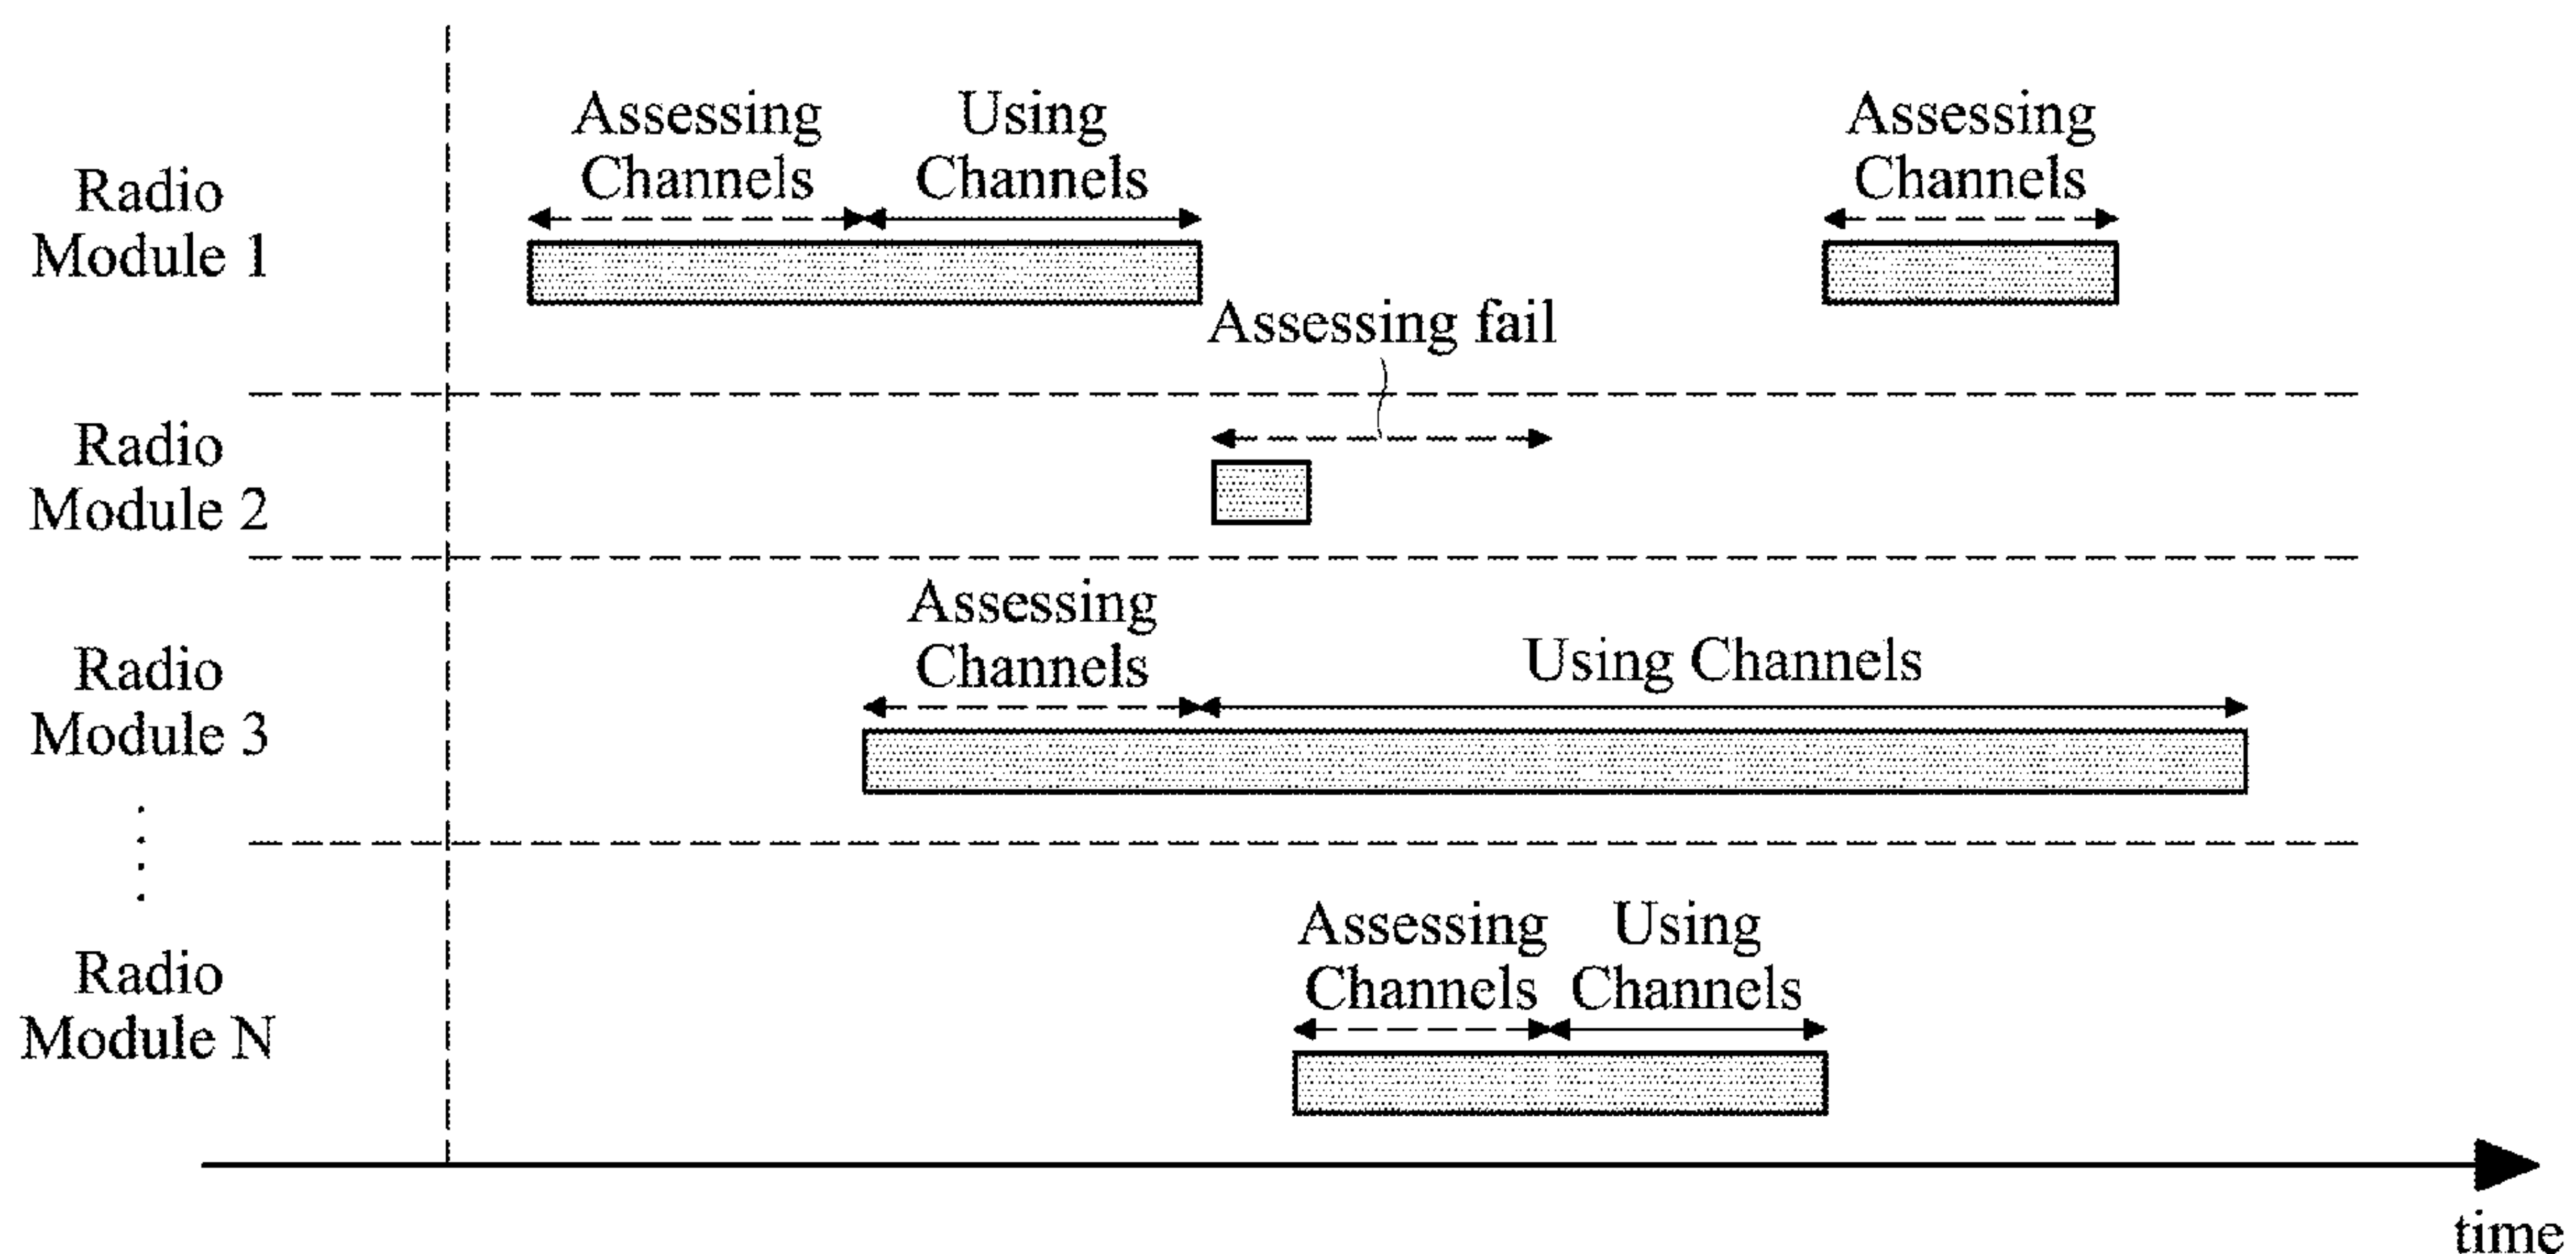 Assessing
Channels
Using
Channels
Assessing
Channels
Radio
Module 1
Assessing fail
Radio
Module 2
Assessing
Channels
Using Channels
Radio
Module 3
Assessing
Channels
Using
Channels
Radio
Module N
time